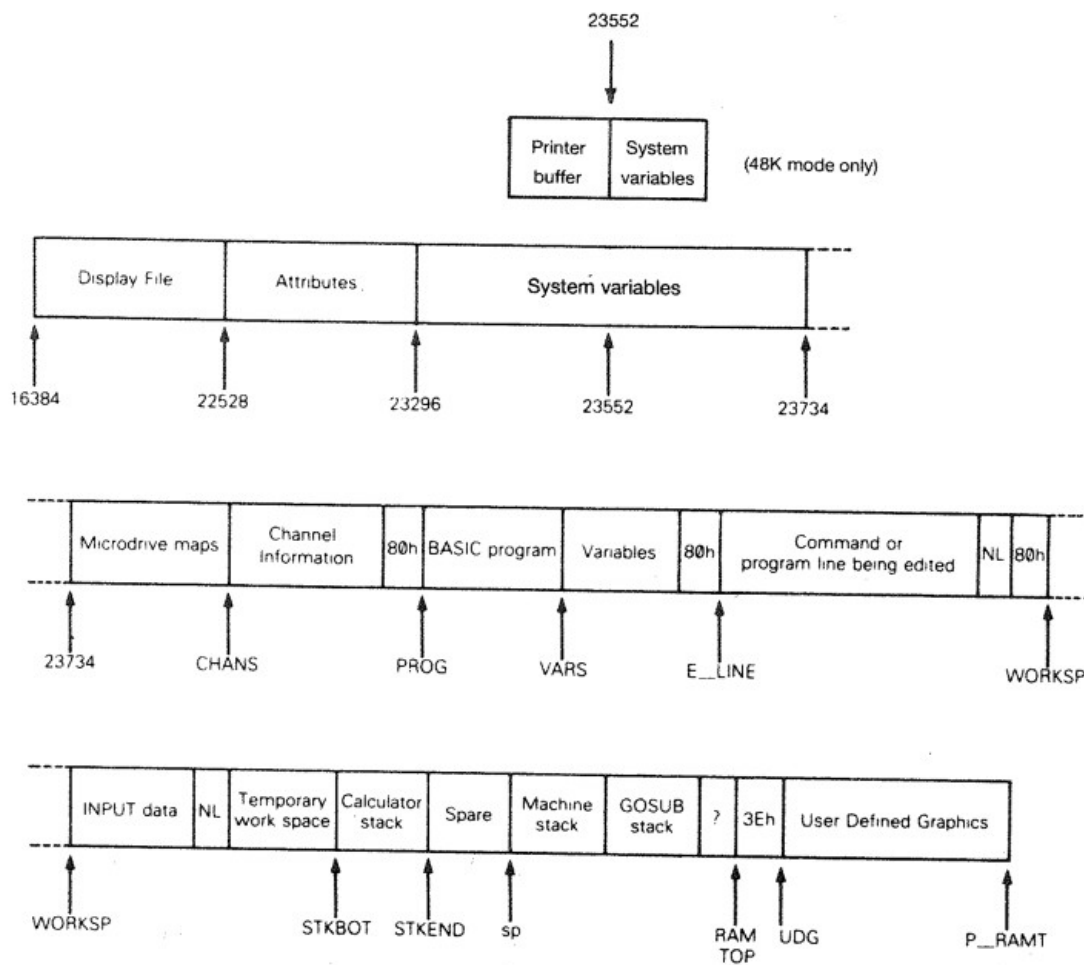 23552
Printer
buffer
System
variables
(48K mode only)
Display File
Attributes
System variables
16384
22528
23296
23552
23734
Microdrive maps
Channel
Information
80h
BASIC program
Variables
80h
Command or
program line being edited
NL
80h
23734
CHANS
PROG
VARS
E__LINE
WORKSP
INPUT data
NL
Temporary
work space
Calculator
stack
Spare
Machine
stack
GOSUB
stack
?
3Eh
User Defined Graphics
WORKSP
STKBOT
STKEND
sp
RAM
TOP
UDG
P__RAMT